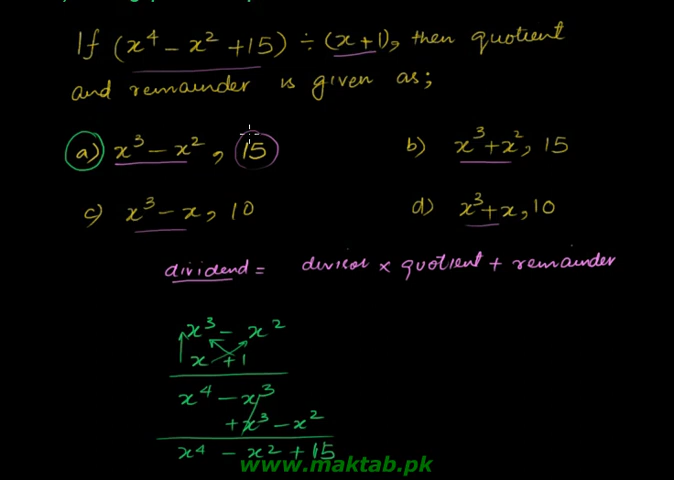 If (x⁴ − x² + 15) ÷ (x+1), then quotient
and remainder is given as;
a) x³ − x², 15
b) x³ + x², 15
c) x³ − x, 10
d) x³ + x, 10
dividend = divisor × quotient + remainder
x³ − x²
x + 1
x⁴ − x³
+ x³ − x²
x⁴ − x² + 15
www.maktab.pk